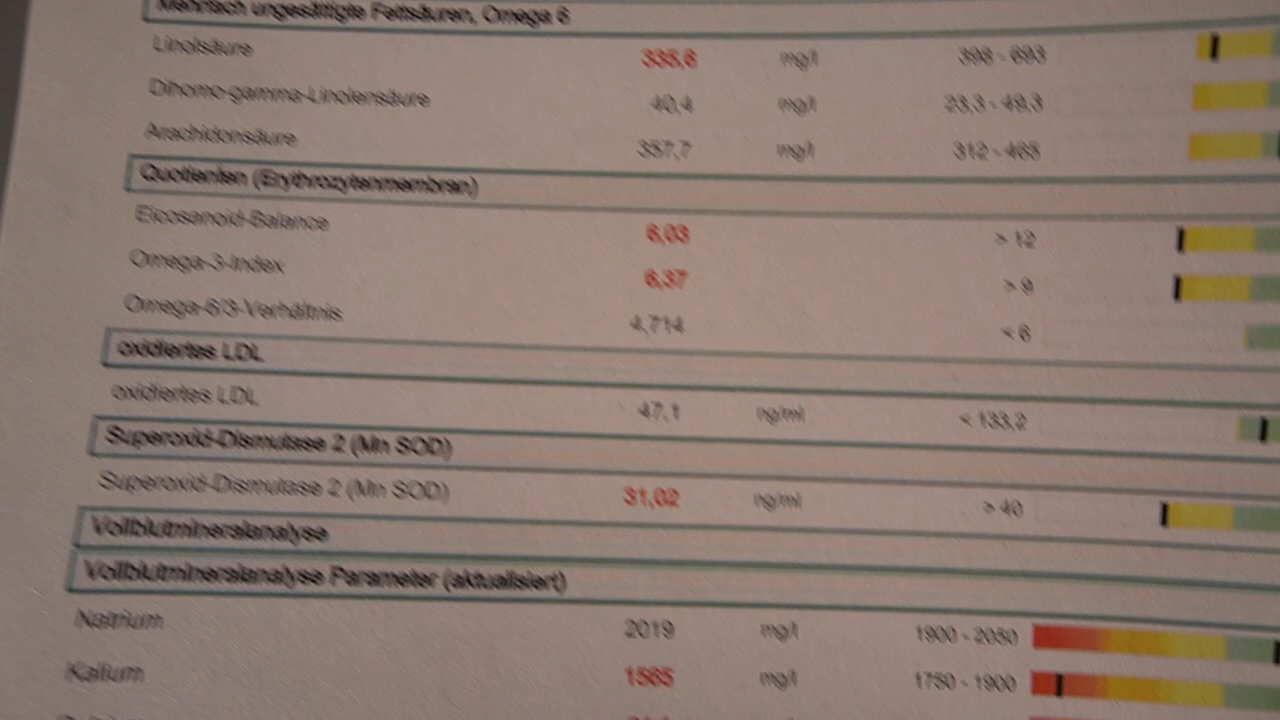 Mehrfach ungesättigte Fettsäuren, Omega 6
Linolsäure 335,6 mg/l 398 - 693
Dihomo-gamma-Linolensäure 40,4 mg/l 23,3 - 49,3
Arachidonsäure 357,7 mg/l 312 - 465
Quotienten (Erythrozytenmembran)
Eicosanoid-Balance 6,03 > 12
Omega-3-Index 6,37 > 9
Omega-6/3-Verhältnis 4,714 < 6
oxidiertes LDL
oxidiertes LDL 47,1 ng/ml < 133,2
Superoxid-Dismutase 2 (Mn SOD)
Superoxid-Dismutase 2 (Mn SOD) 31,02 ng/ml > 40
Vollblutmineralanalyse
Vollblutmineralanalyse Parameter (aktualisiert)
Natrium 2019 mg/l 1900 - 2050
Kalium 1565 mg/l 1750 - 1900